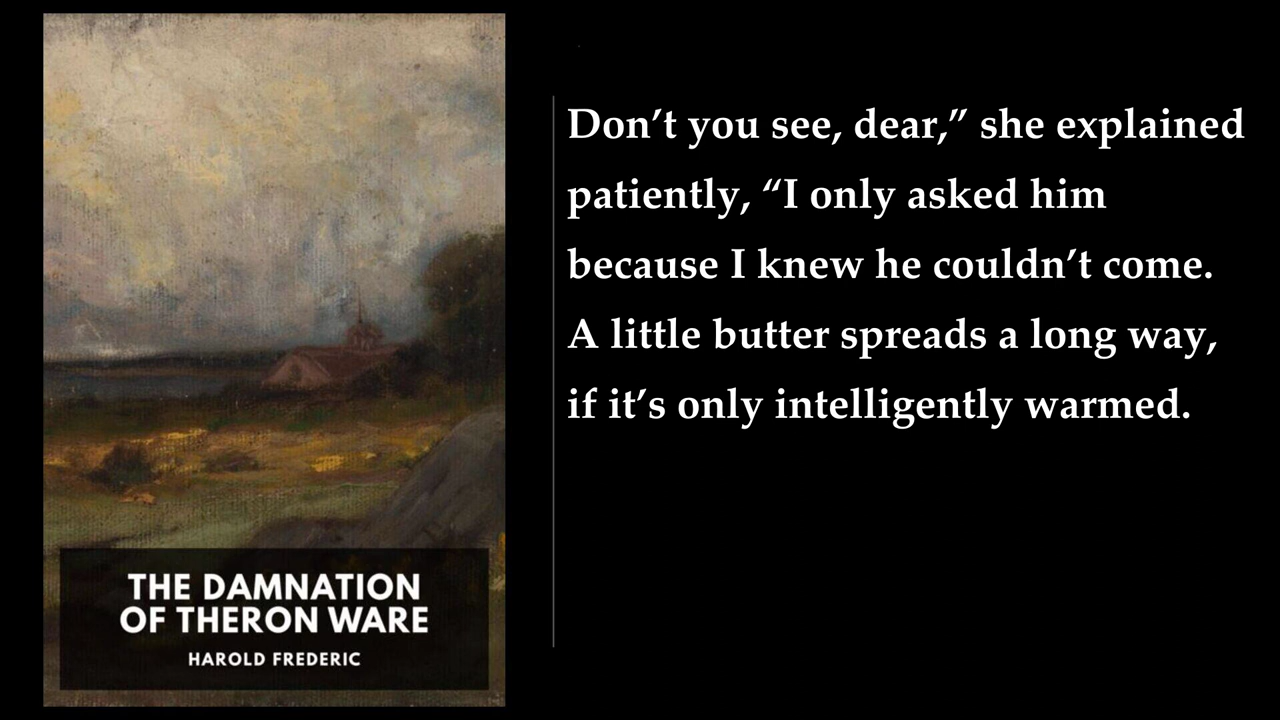 THE DAMNATION
OF THERON WARE
HAROLD FREDERIC
Don’t you see, dear,” she explained
patiently, “I only asked him
because I knew he couldn’t come.
A little butter spreads a long way,
if it’s only intelligently warmed.